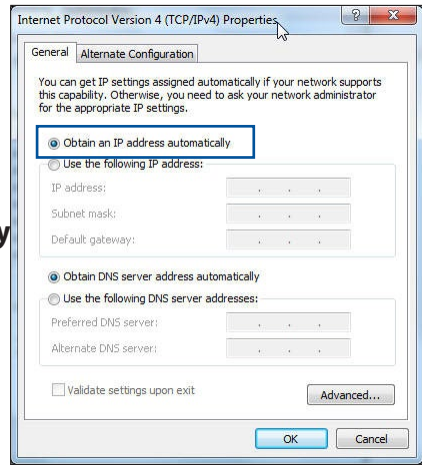 Internet Protocol Version 4 (TCP/IPv4) Properties
General
Alternate Configuration
You can get IP settings assigned automatically if your network supports
this capability. Otherwise, you need to ask your network administrator
for the appropriate IP settings.
Obtain an IP address automatically
Use the following IP address:
IP address:
Subnet mask:
Default gateway:
y
Obtain DNS server address automatically
Use the following DNS server addresses:
Preferred DNS server:
Alternate DNS server:
Validate settings upon exit
Advanced...
OK
Cancel